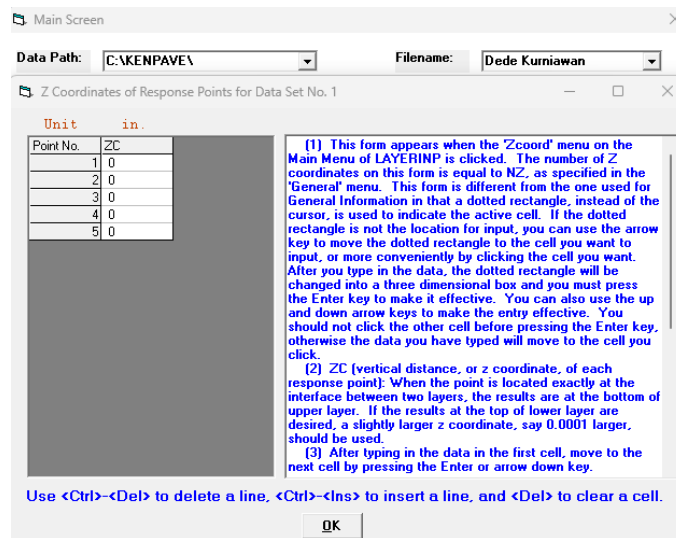 Main Screen
Data Path: C:\KENPAVE\ Filename: Dede Kurniawan
Z Coordinates of Response Points for Data Set No. 1
Unit in.
Point No. ZC
1 0
2 0
3 0
4 0
5 0
(1) This form appears when the 'Zcoord' menu on the
Main Menu of LAYERINP is clicked. The number of Z
coordinates on this form is equal to NZ, as specified in the
'General' menu. This form is different from the one used for
General Information in that a dotted rectangle, instead of the
cursor, is used to indicate the active cell. If the dotted
rectangle is not the location for input, you can use the arrow
key to move the dotted rectangle to the cell you want to
input, or more conveniently by clicking the cell you want.
After you type in the data, the dotted rectangle will be
changed into a three dimensional box and you must press
the Enter key to make it effective. You can also use the up
and down arrow keys to make the entry effective. You
should not click the other cell before pressing the Enter key,
otherwise the data you have typed will move to the cell you
click.
(2) ZC (vertical distance, or z coordinate, of each
response point): When the point is located exactly at the
interface between two layers, the results are at the bottom of
upper layer. If the results at the top of lower layer are
desired, a slightly larger z coordinate, say 0.0001 larger,
should be used.
(3) After typing in the data in the first cell, move to the
next cell by pressing the Enter or arrow down key.
Use <Ctrl>-<Del> to delete a line, <Ctrl>-<Ins> to insert a line, and <Del> to clear a cell.
OK